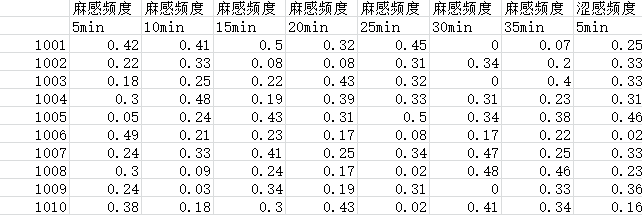 麻感频度 麻感频度 麻感频度 麻感频度 麻感频度 麻感频度 麻感频度 涩感频度
5min 10min 15min 20min 25min 30min 35min 5min
1001 0.42 0.41 0.5 0.32 0.45 0 0.07 0.25
1002 0.22 0.33 0.08 0.08 0.31 0.34 0.2 0.33
1003 0.18 0.25 0.22 0.43 0.32 0 0.4 0.33
1004 0.3 0.48 0.19 0.39 0.33 0.31 0.23 0.31
1005 0.05 0.24 0.43 0.31 0.5 0.34 0.38 0.46
1006 0.49 0.21 0.23 0.17 0.08 0.17 0.22 0.02
1007 0.24 0.33 0.41 0.25 0.34 0.47 0.25 0.33
1008 0.3 0.09 0.24 0.17 0.02 0.48 0.46 0.23
1009 0.24 0.03 0.34 0.19 0.31 0 0.33 0.36
1010 0.38 0.18 0.3 0.43 0.02 0.41 0.34 0.16